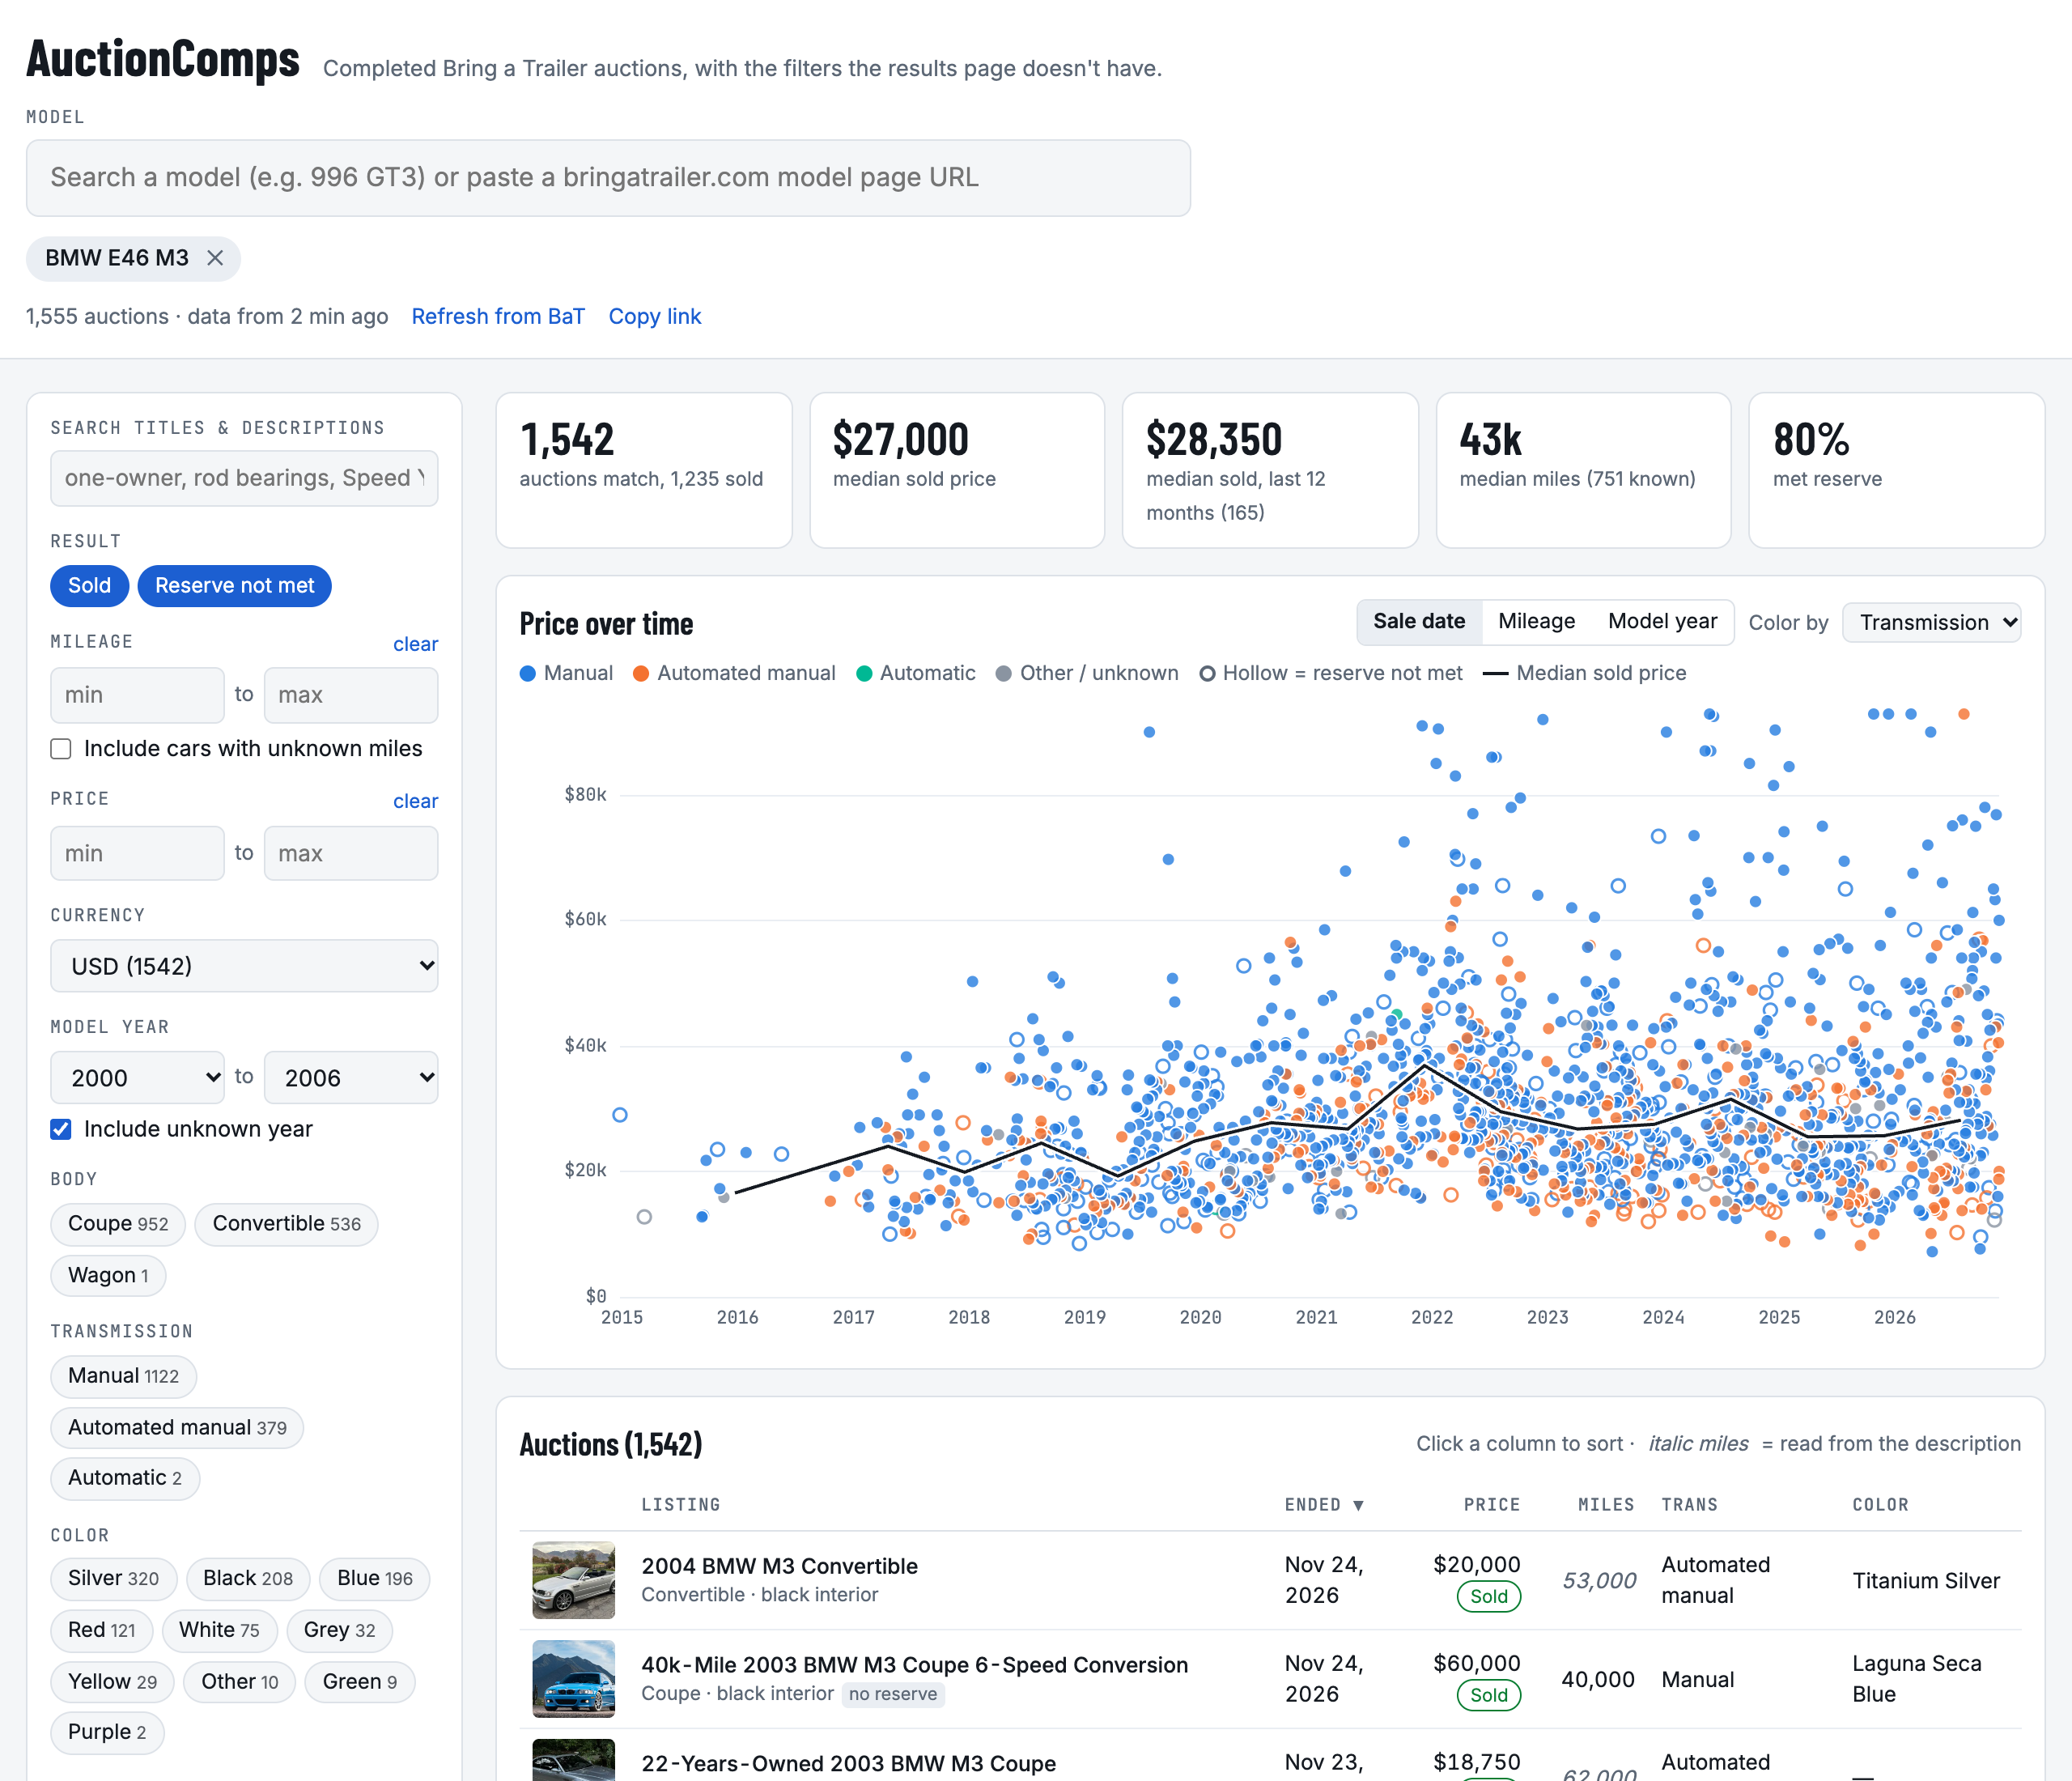 AuctionComps Completed Bring a Trailer auctions, with the filters the results page doesn't have.
MODEL
Search a model (e.g. 996 GT3) or paste a bringatrailer.com model page URL
BMW E46 M3 ×
1,555 auctions · data from 2 min ago Refresh from BaT Copy link
SEARCH TITLES & DESCRIPTIONS
one-owner, rod bearings, Speed
RESULT
Sold Reserve not met
MILEAGE clear
min to max
Include cars with unknown miles
PRICE clear
min to max
CURRENCY
USD (1542)
MODEL YEAR
2000 to 2006
Include unknown year
BODY
Coupe 952 Convertible 536
Wagon 1
TRANSMISSION
Manual 1122
Automated manual 379
Automatic 2
COLOR
Silver 320 Black 208 Blue 196
Red 121 White 75 Grey 32
Yellow 29 Other 10 Green 9
Purple 2
1,542
auctions match, 1,235 sold
$27,000
median sold price
$28,350
median sold, last 12
months (165)
43k
median miles (751 known)
80%
met reserve
Price over time
Sale date Mileage Model year Color by Transmission
Manual Automated manual Automatic Other / unknown Hollow = reserve not met Median sold price
$80k
$60k
$40k
$20k
$0
2015 2016 2017 2018 2019 2020 2021 2022 2023 2024 2025 2026
Auctions (1,542) Click a column to sort · italic miles = read from the description
LISTING ENDED ▼ PRICE MILES TRANS COLOR
2004 BMW M3 Convertible
Convertible · black interior
Nov 24,
2026
$20,000
Sold
53,000
Automated
manual
Titanium Silver
40k-Mile 2003 BMW M3 Coupe 6-Speed Conversion
Coupe · black interior no reserve
Nov 24,
2026
$60,000
Sold
40,000
Manual
Laguna Seca
Blue
22-Years-Owned 2003 BMW M3 Coupe
Nov 23,
$18,750
62,000
Automated
—